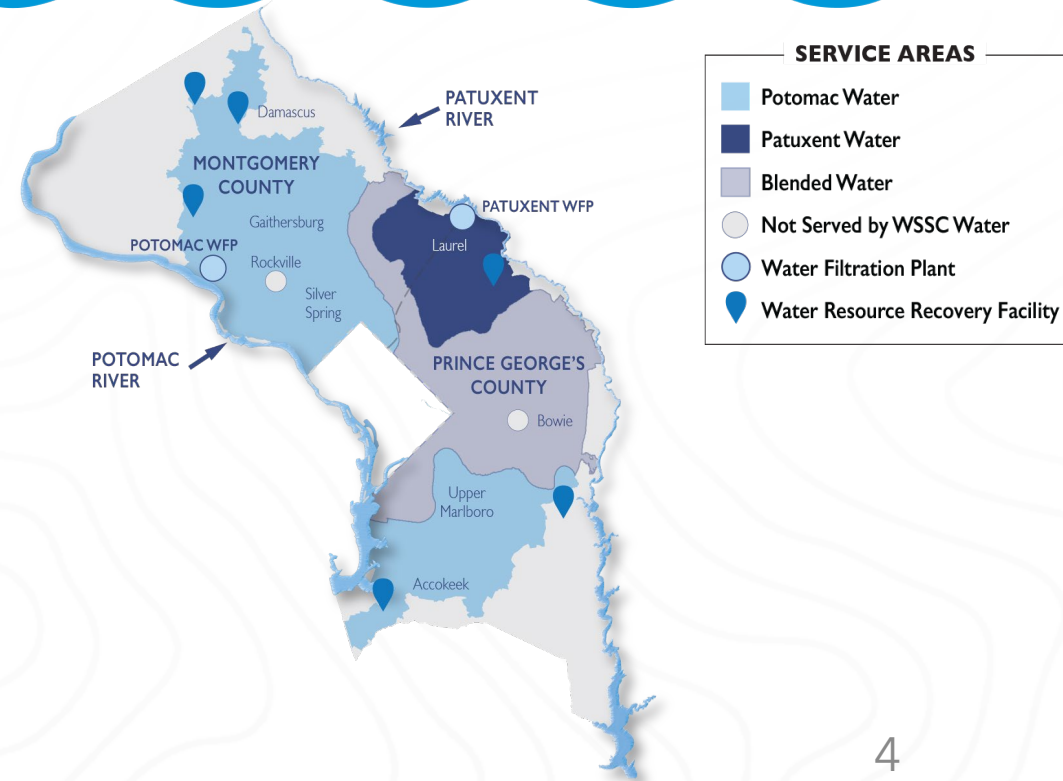 SERVICE AREAS
Potomac Water
Patuxent Water
Blended Water
Not Served by WSSC Water
Water Filtration Plant
Water Resource Recovery Facility
PATUXENT
RIVER
Damascus
MONTGOMERY
COUNTY
PATUXENT WFP
Gaithersburg
Laurel
POTOMAC WFP
Rockville
Silver
Spring
POTOMAC
RIVER
PRINCE GEORGE'S
COUNTY
Bowie
Upper
Marlboro
Accokeek
4